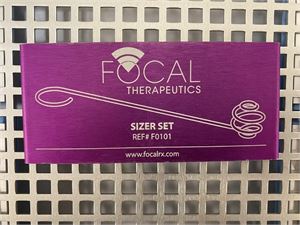 FOCAL
THERAPEUTICS
SIZER SET
REF# F0101
www.focalrx.com